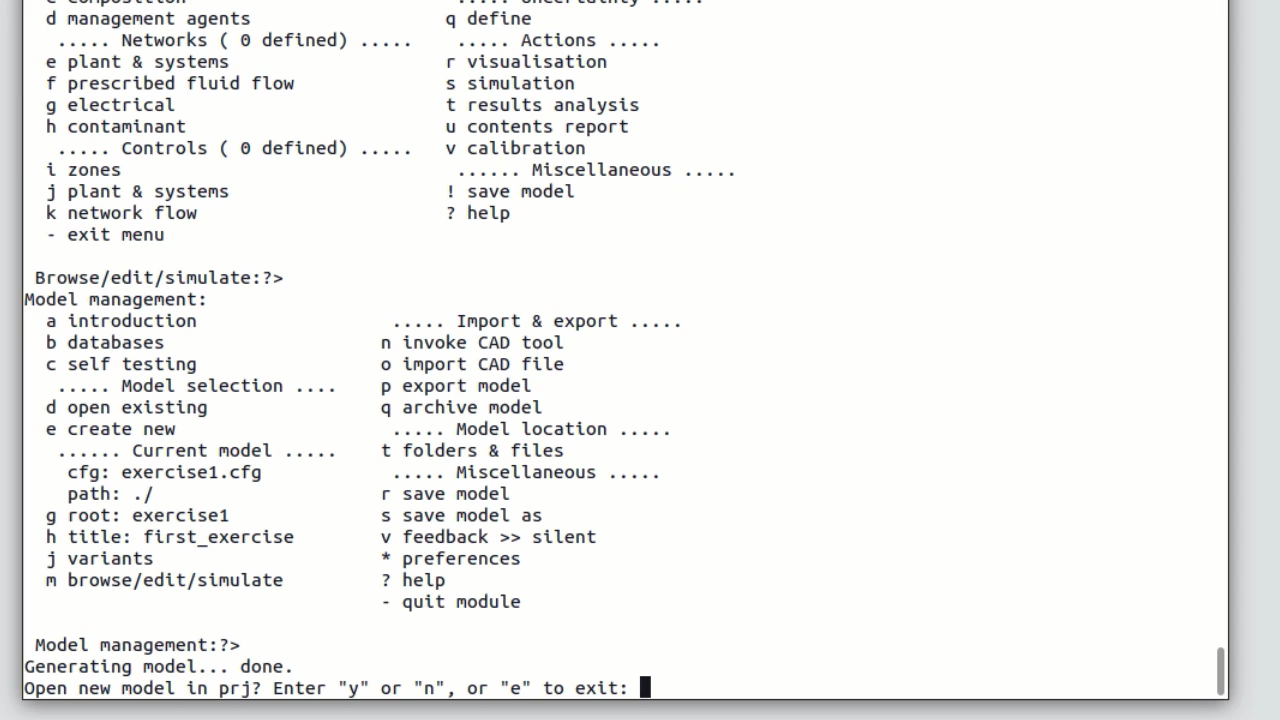 d management agents                  q define
..... Networks ( 0 defined) .....    ..... Actions .....
e plant & systems                    r visualisation
f prescribed fluid flow              s simulation
g electrical                         t results analysis
h contaminant                        u contents report
..... Controls ( 0 defined) .....   v calibration
i zones                               ...... Miscellaneous .....
j plant & systems                    ! save model
k network flow                       ? help
- exit menu
Browse/edit/simulate:?>
Model management:
a introduction                  ..... Import & export .....
b databases                    n invoke CAD tool
c self testing                 o import CAD file
..... Model selection ....    p export model
d open existing                q archive model
e create new                    ..... Model location .....
...... Current model .....    t folders & files
cfg: exercise1.cfg            ..... Miscellaneous .....
path: ./                     r save model
g root: exercise1              s save model as
h title: first_exercise        v feedback >> silent
j variants                     * preferences
m browse/edit/simulate         ? help
- quit module
Model management:?>
Generating model... done.
Open new model in prj? Enter "y" or "n", or "e" to exit: